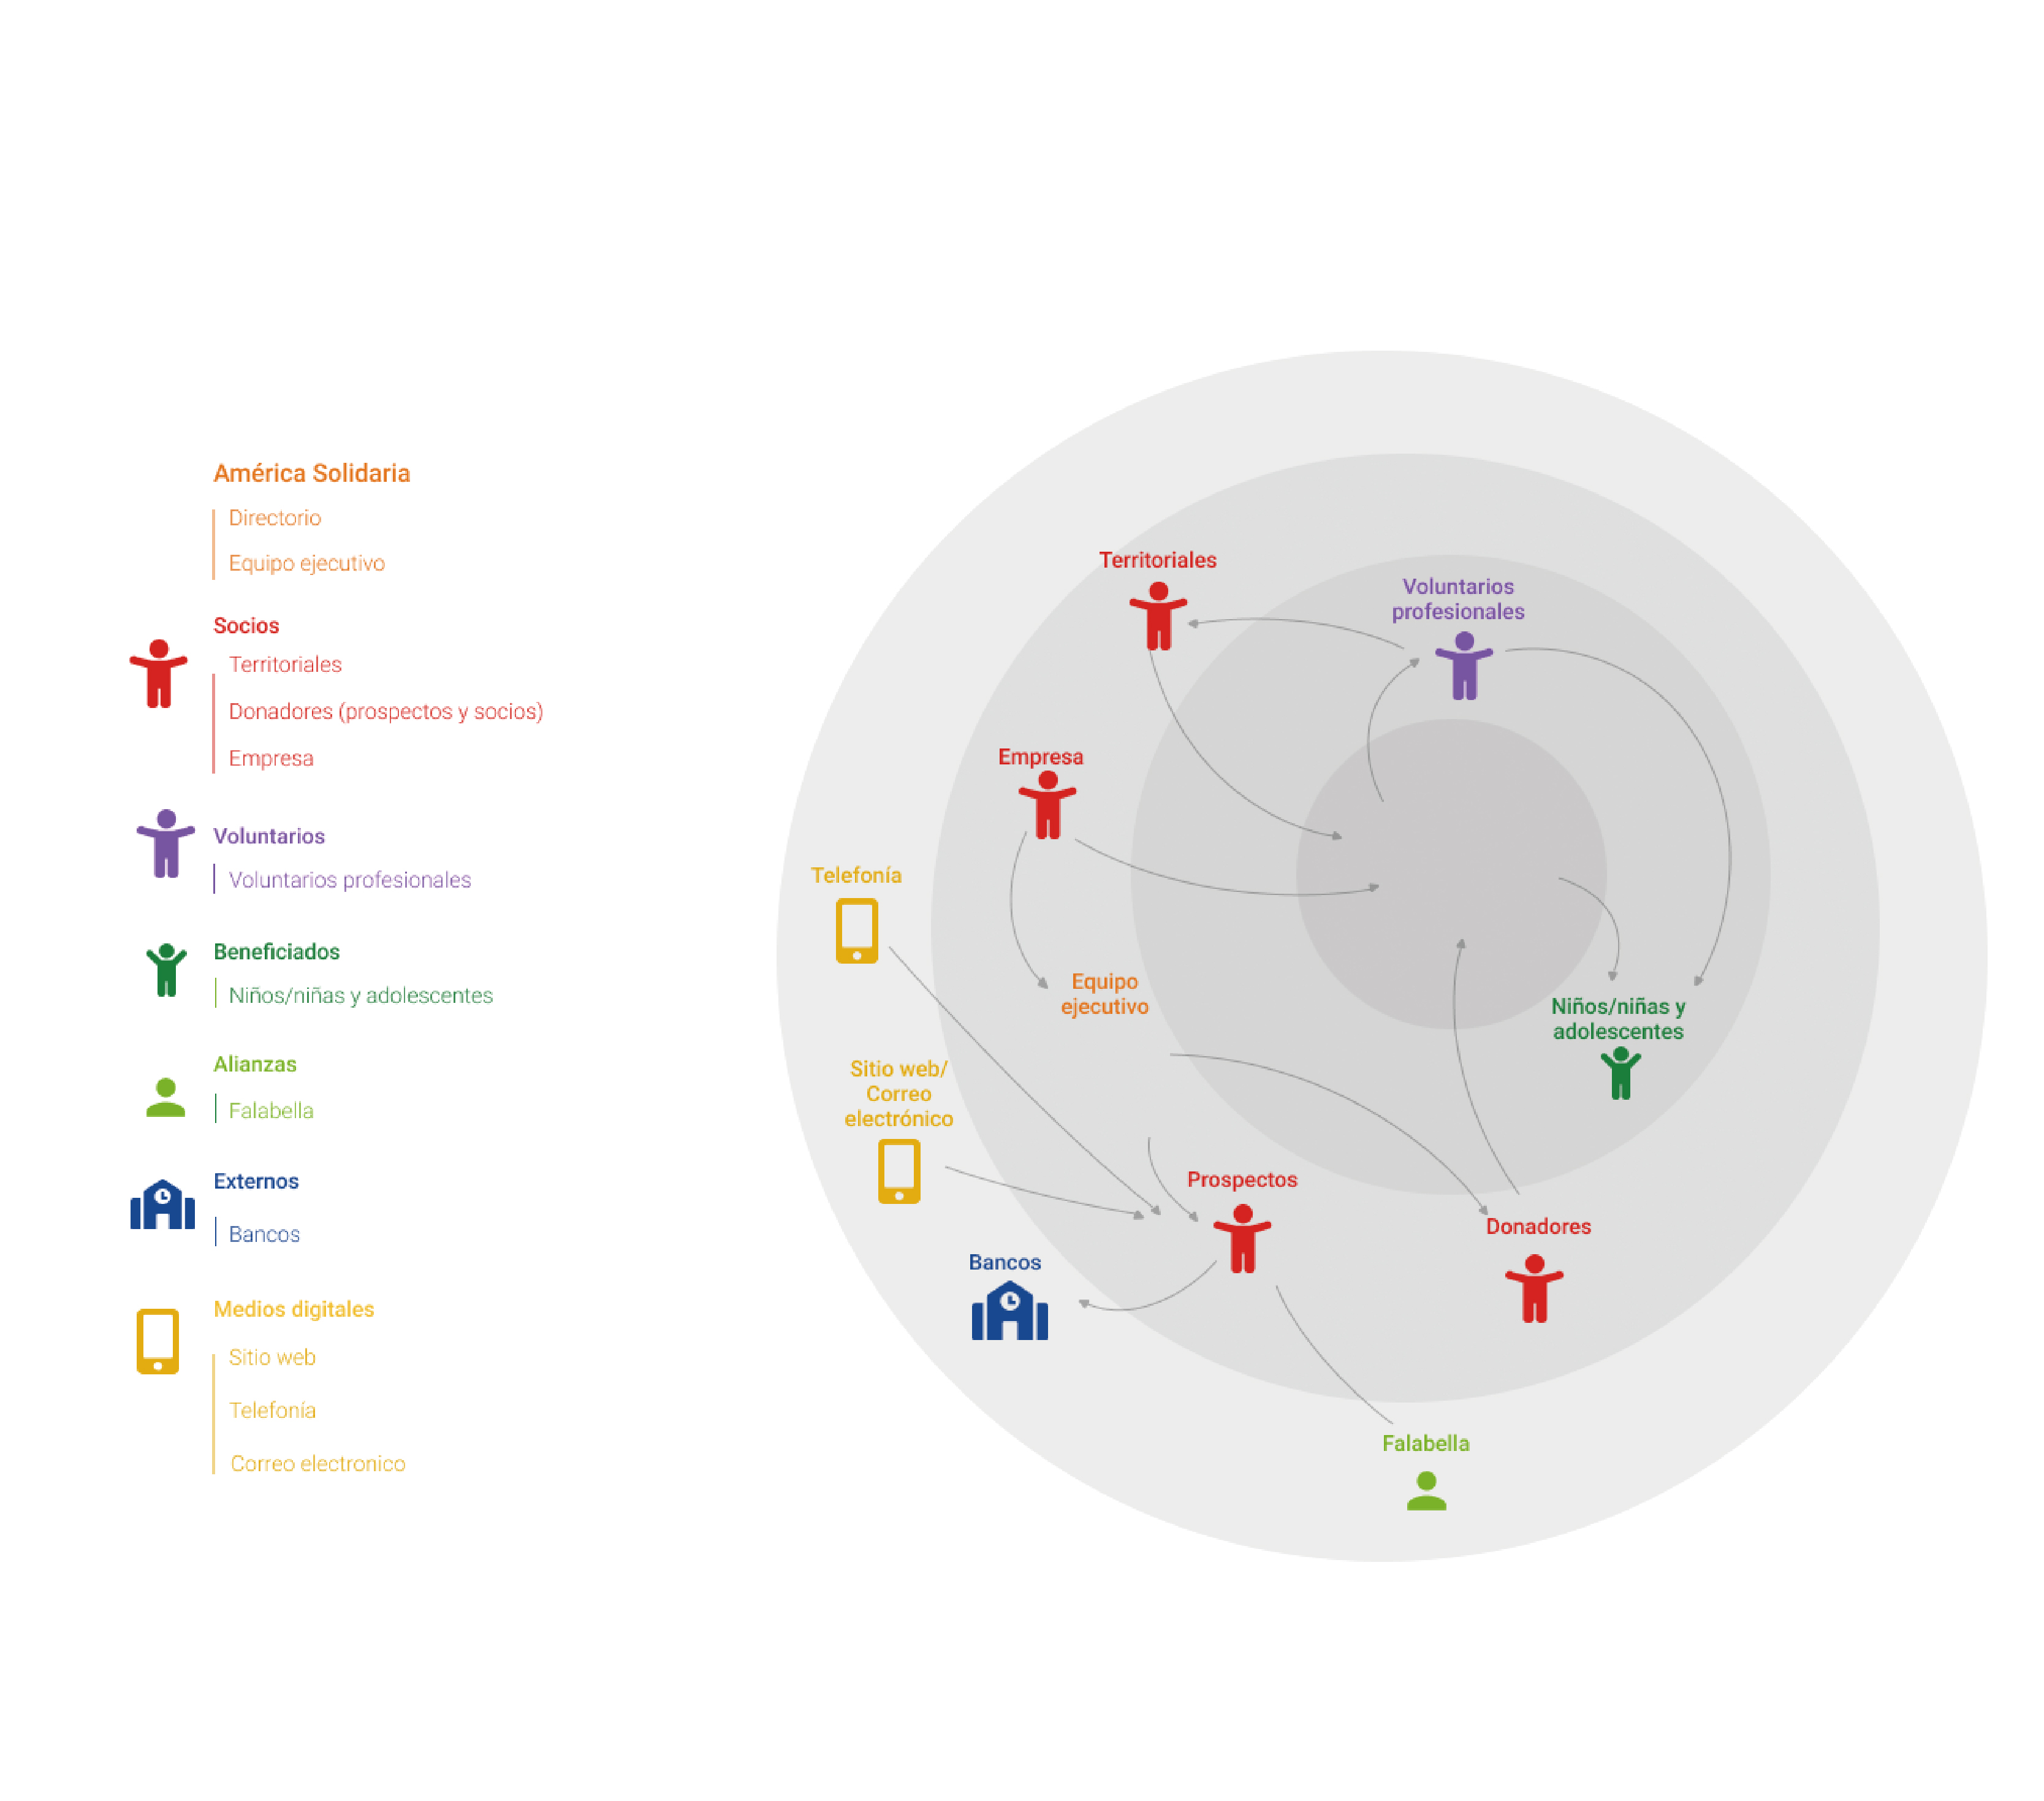 América Solidaria
Directorio
Equipo ejecutivo
Socios
Territoriales
Donadores (prospectos y socios)
Empresa
Voluntarios
Voluntarios profesionales
Beneficiados
Niños/niñas y adolescentes
Alianzas
Falabella
Externos
Bancos
Medios digitales
Sitio web
Telefonía
Correo electronico
Territoriales
Voluntarios
profesionales
Empresa
Telefonía
Equipo
ejecutivo
Niños/niñas y
adolescentes
Sitio web/
Correo
electrónico
Prospectos
Donadores
Bancos
Falabella